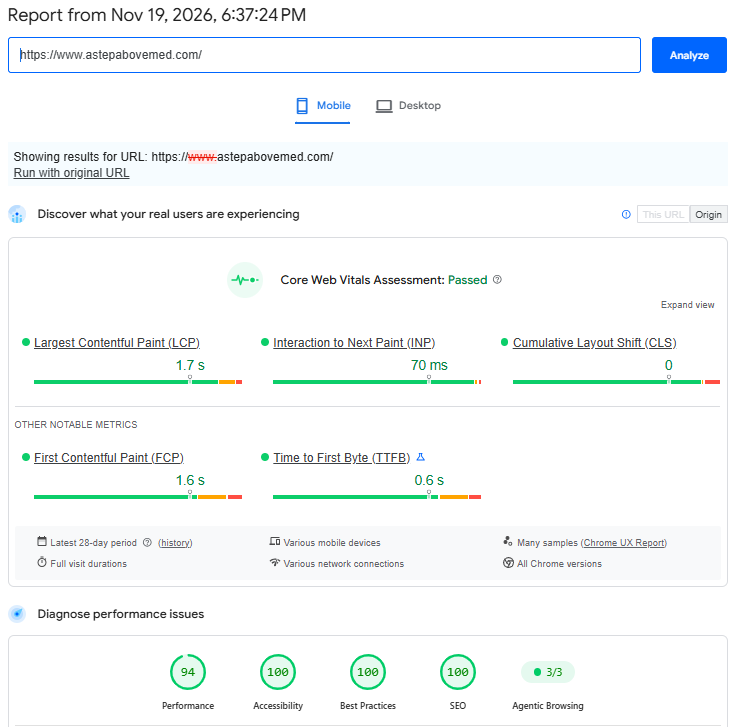 Report from Nov 19, 2026, 6:37:24 PM
https://www.astepabovemed.com/
Analyze
Mobile Desktop
Showing results for URL: https://www.astepabovemed.com/
Run with original URL
Discover what your real users are experiencing This URL Origin
Core Web Vitals Assessment: Passed
Expand view
Largest Contentful Paint (LCP) Interaction to Next Paint (INP) Cumulative Layout Shift (CLS)
1.7 s 70 ms 0
OTHER NOTABLE METRICS
First Contentful Paint (FCP) Time to First Byte (TTFB)
1.6 s 0.6 s
Latest 28-day period (history) Various mobile devices Many samples (Chrome UX Report)
Full visit durations Various network connections All Chrome versions
Diagnose performance issues
94 100 100 100 3/3
Performance Accessibility Best Practices SEO Agentic Browsing